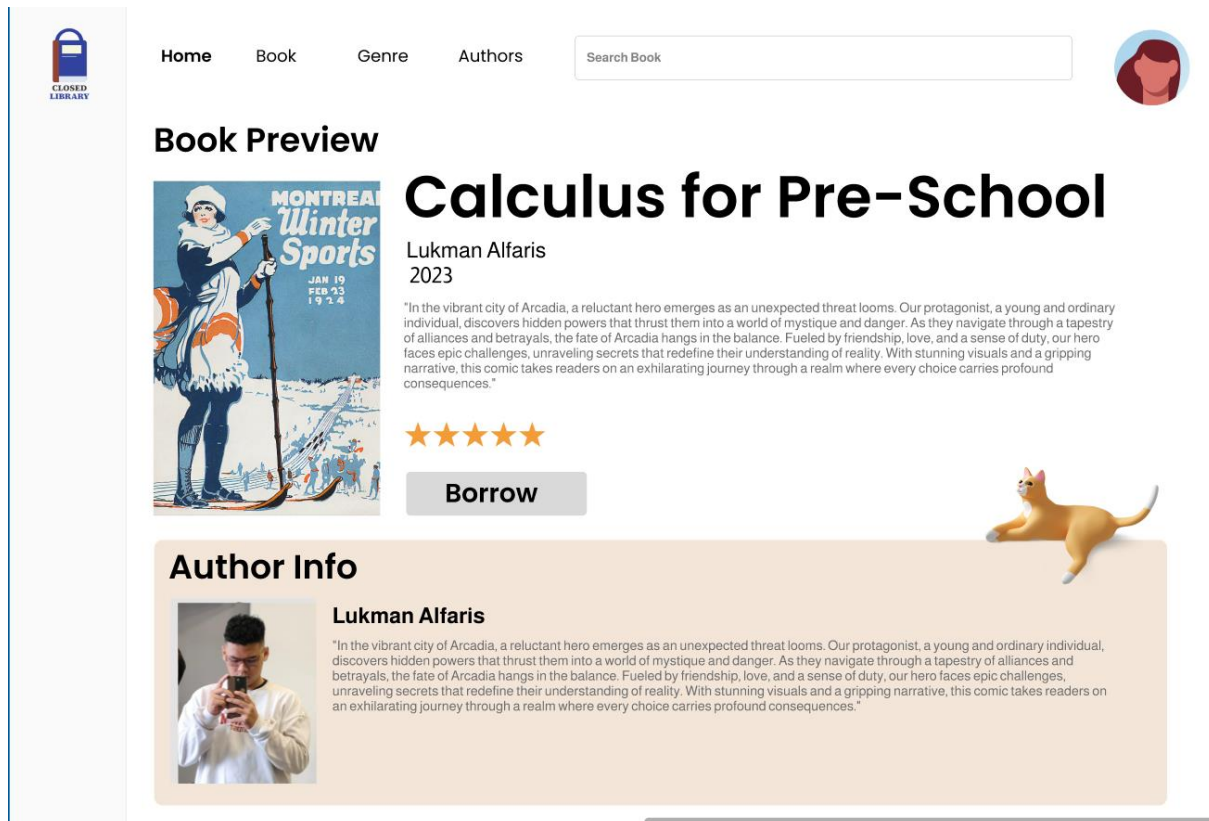 CLOSED
LIBRARY
Home Book Genre Authors Search Book
Book Preview
MONTREAL
Winter
Sports
JAN 19
FEB 23
1924
Calculus for Pre-School
Lukman Alfaris
2023
"In the vibrant city of Arcadia, a reluctant hero emerges as an unexpected threat looms. Our protagonist, a young and ordinary
individual, discovers hidden powers that thrust them into a world of mystique and danger. As they navigate through a tapestry
of alliances and betrayals, the fate of Arcadia hangs in the balance. Fueled by friendship, love, and a sense of duty, our hero
faces epic challenges, unraveling secrets that redefine their understanding of reality. With stunning visuals and a gripping
narrative, this comic takes readers on an exhilarating journey through a realm where every choice carries profound
consequences."
Borrow
Author Info
Lukman Alfaris
"In the vibrant city of Arcadia, a reluctant hero emerges as an unexpected threat looms. Our protagonist, a young and ordinary individual,
discovers hidden powers that thrust them into a world of mystique and danger. As they navigate through a tapestry of alliances and
betrayals, the fate of Arcadia hangs in the balance. Fueled by friendship, love, and a sense of duty, our hero faces epic challenges,
unraveling secrets that redefine their understanding of reality. With stunning visuals and a gripping narrative, this comic takes readers on
an exhilarating journey through a realm where every choice carries profound consequences."